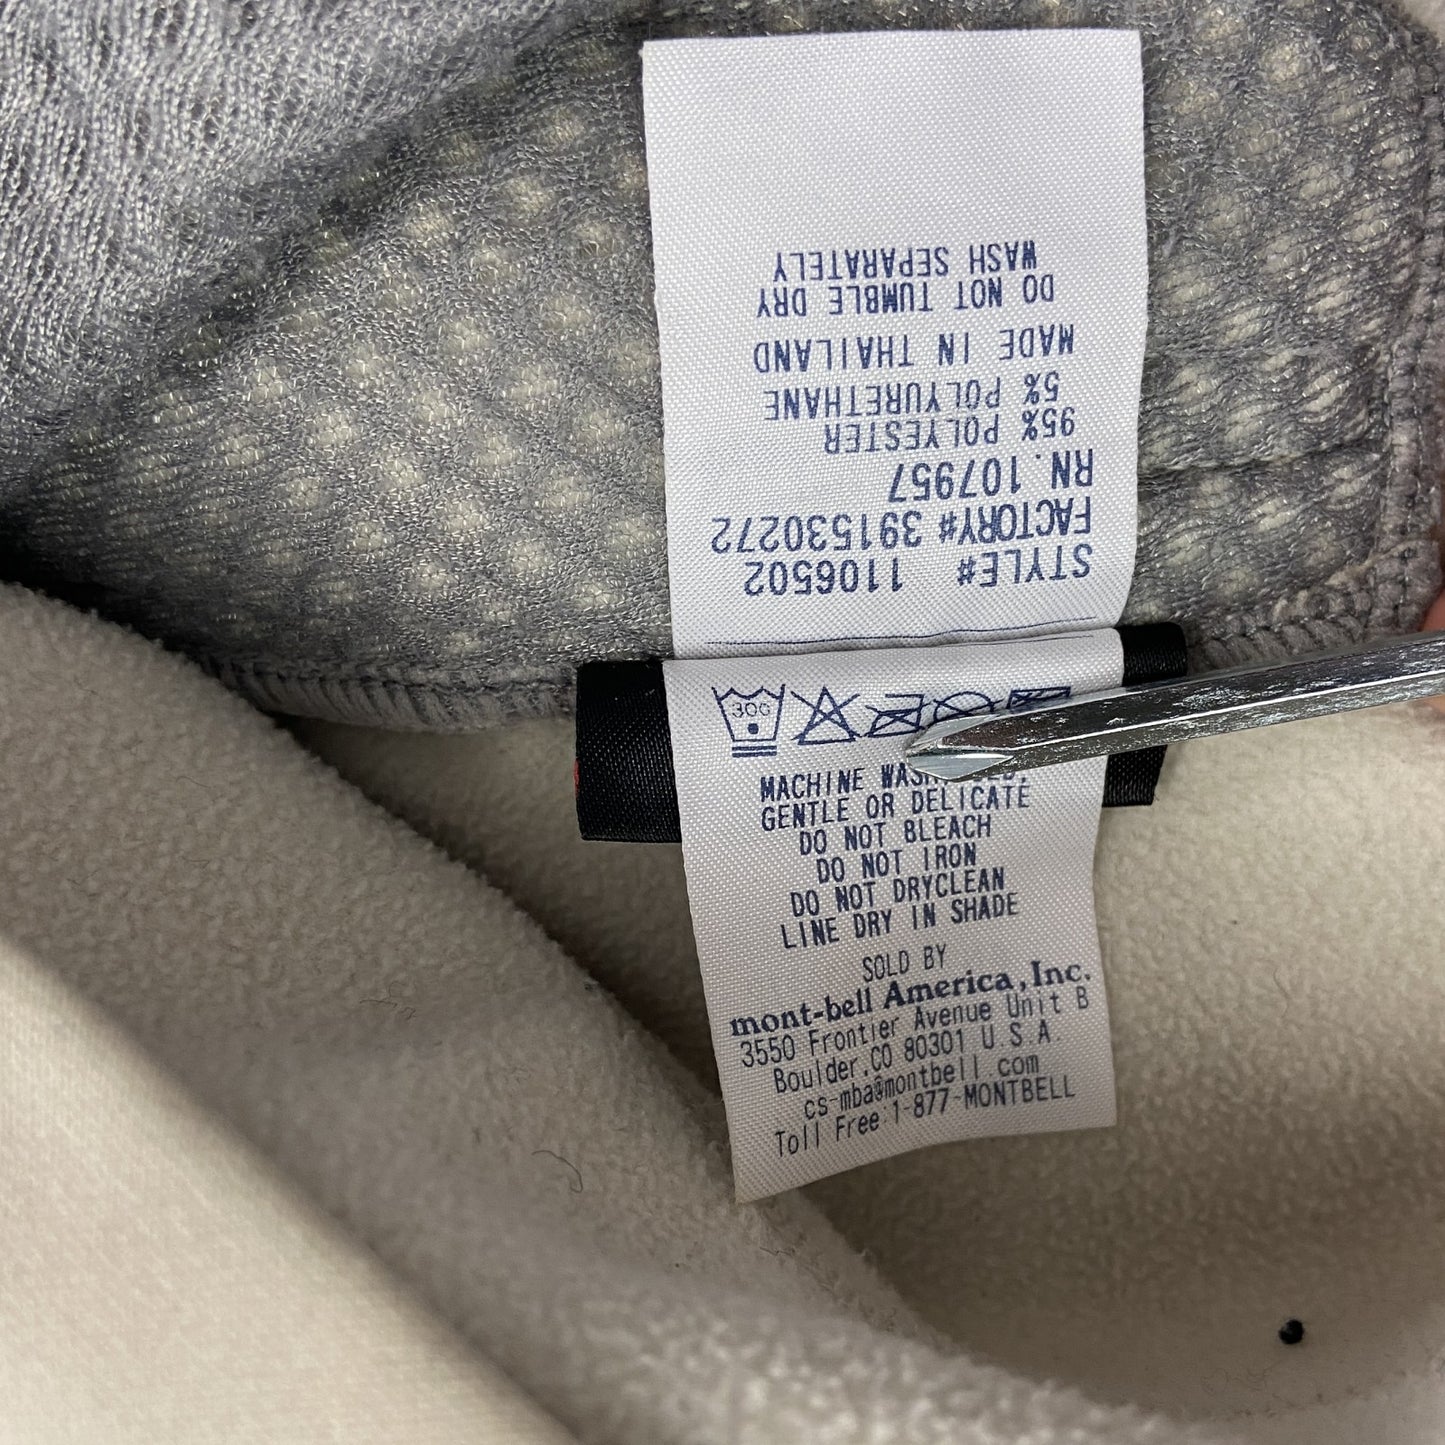 STYLE# 1106502
FACTORY# 391530272
RN. 107957
95% POLYESTER
5% POLYURETHANE
MADE IN THAILAND
DO NOT TUMBLE DRY
WASH SEPARATELY
30C
MACHINE
GENTLE OR DELICATE
DO NOT BLEACH
DO NOT IRON
DO NOT DRYCLEAN
LINE DRY IN SHADE
SOLD BY
mont-bell America, Inc.
3550 Frontier Avenue Unit B
Boulder.CO 80301 U.S.A.
cs-mba@montbell com
Toll Free:1-877-MONTBELL